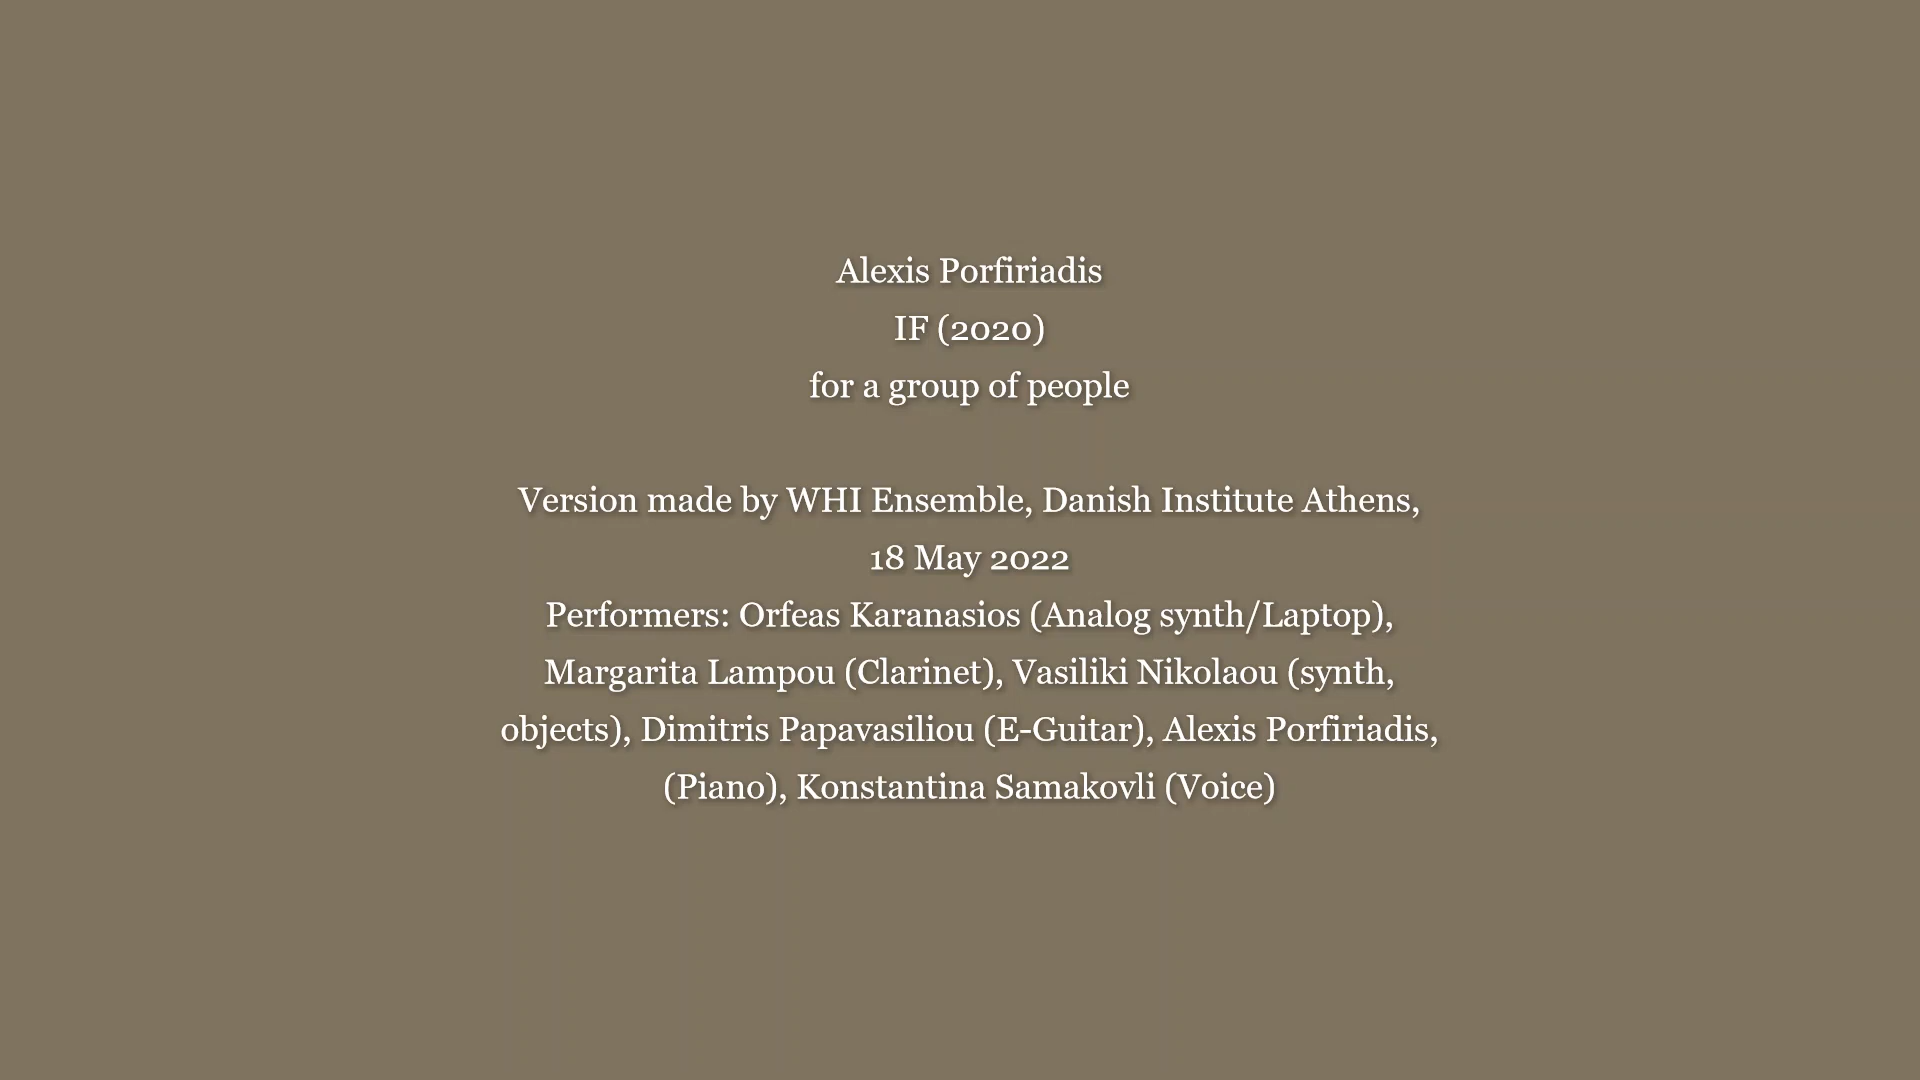 Alexis Porfiriadis
IF (2020)
for a group of people
Version made by WHI Ensemble, Danish Institute Athens,
18 May 2022
Performers: Orfeas Karanasios (Analog synth/Laptop),
Margarita Lampou (Clarinet), Vasiliki Nikolaou (synth,
objects), Dimitris Papavasiliou (E-Guitar), Alexis Porfiriadis,
(Piano), Konstantina Samakovli (Voice)